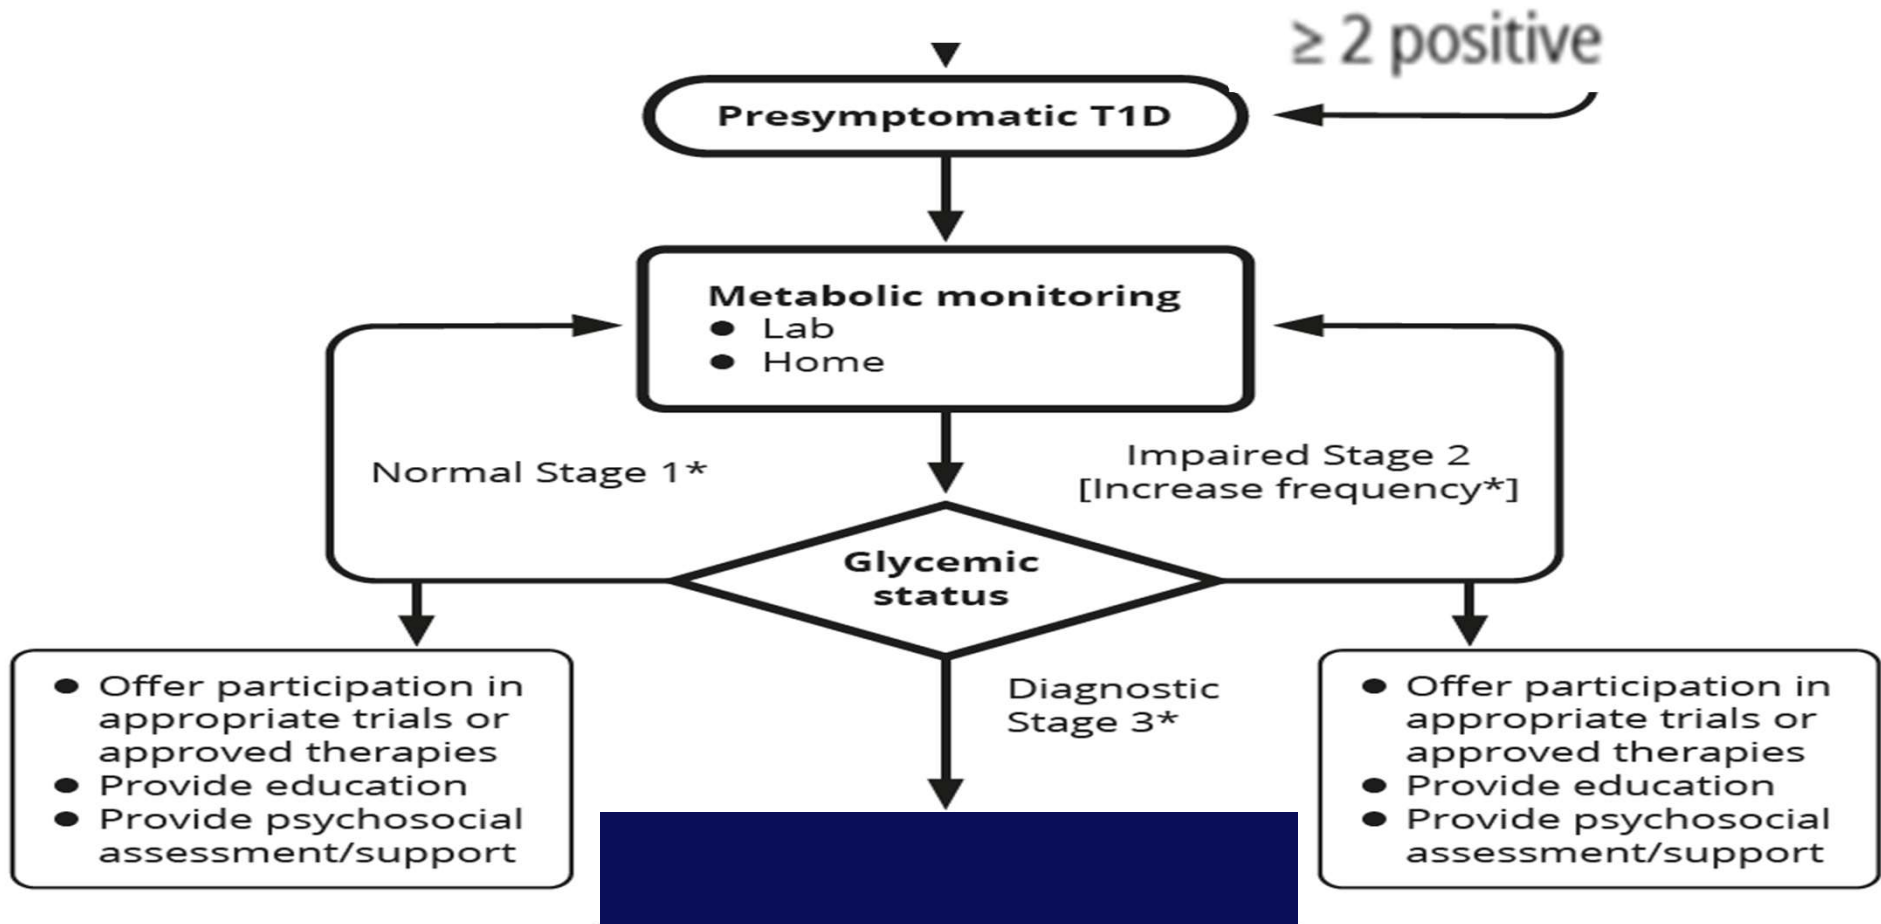 ≥ 2 positive
Presymptomatic T1D
Metabolic monitoring
● Lab
● Home
Normal Stage 1*
Impaired Stage 2
[Increase frequency*]
Glycemic
status
Diagnostic
Stage 3*
● Offer participation in
appropriate trials or
approved therapies
● Provide education
● Provide psychosocial
assessment/support
● Offer participation in
appropriate trials or
approved therapies
● Provide education
● Provide psychosocial
assessment/support